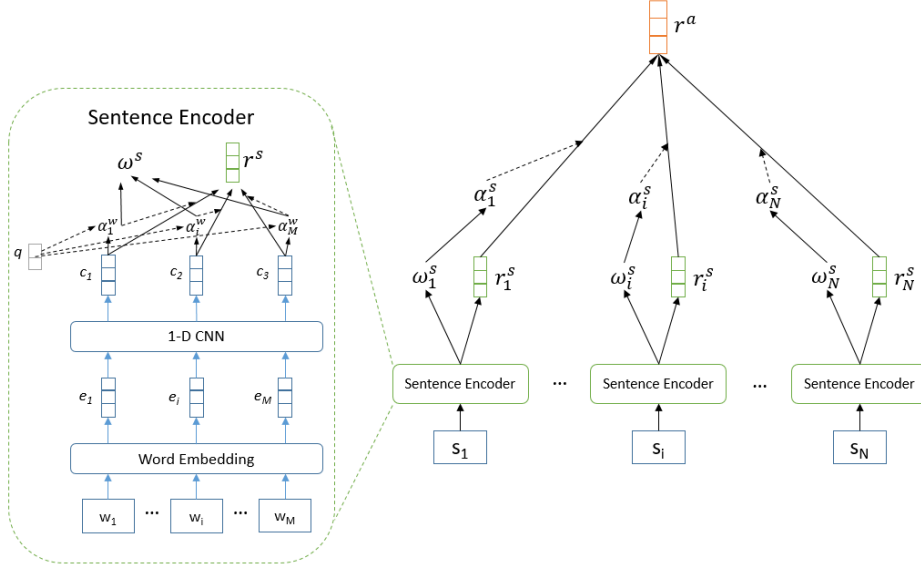 r^a
Sentence Encoder
ω^s r^s
α_1^w α_i^w α_M^w
q
c_1 c_2 c_3
1-D CNN
e_1 e_i e_M
Word Embedding
w_1 ... w_i ... w_M
α_1^s α_i^s α_N^s
ω_1^s r_1^s ω_i^s r_i^s ω_N^s r_N^s
Sentence Encoder ... Sentence Encoder ... Sentence Encoder
s_1 s_i s_N